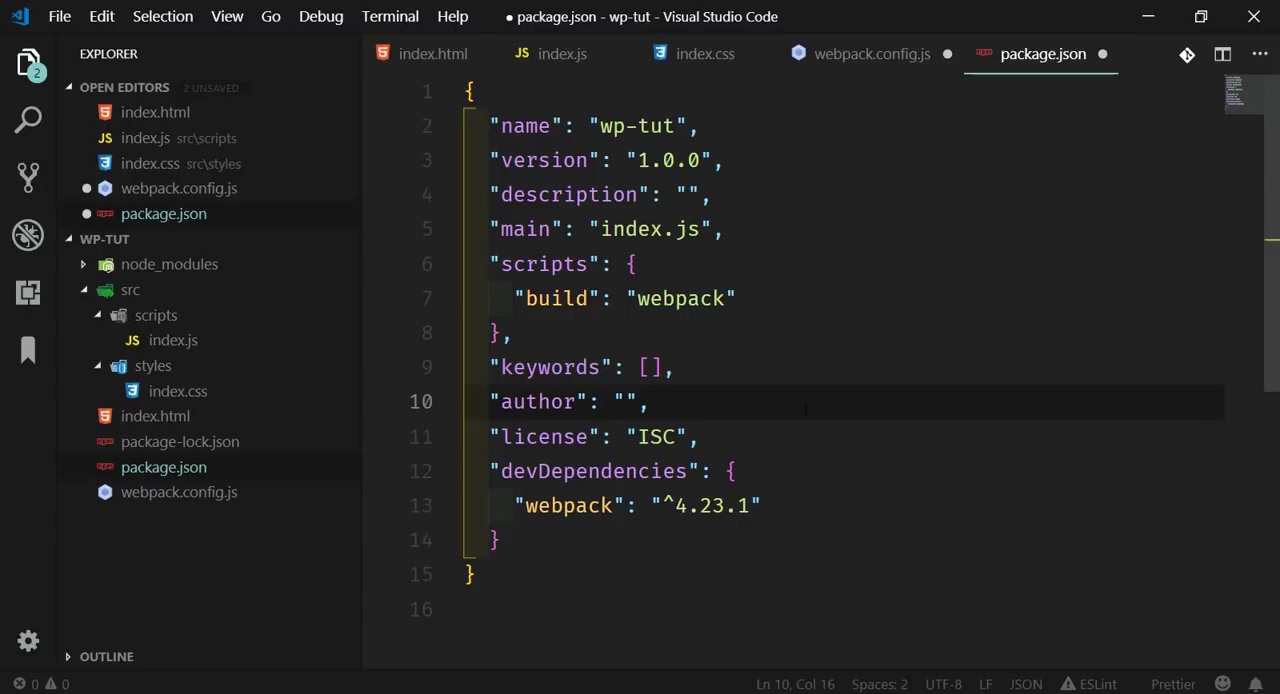 File Edit Selection View Go Debug Terminal Help ● package.json - wp-tut - Visual Studio Code
EXPLORER
2
OPEN EDITORS 2 UNSAVED
index.html
JS index.js src\scripts
index.css src\styles
webpack.config.js
package.json
WP-TUT
node_modules
src
scripts
JS index.js
styles
index.css
index.html
package-lock.json
package.json
webpack.config.js
OUTLINE
index.html JS index.js index.css webpack.config.js package.json
1 {
2 "name": "wp-tut",
3 "version": "1.0.0",
4 "description": "",
5 "main": "index.js",
6 "scripts": {
7 "build": "webpack"
8 },
9 "keywords": [],
10 "author": "",
11 "license": "ISC",
12 "devDependencies": {
13 "webpack": "^4.23.1"
14 }
15 }
16
0 0 Ln 10, Col 16 Spaces: 2 UTF-8 LF JSON ESLint Prettier